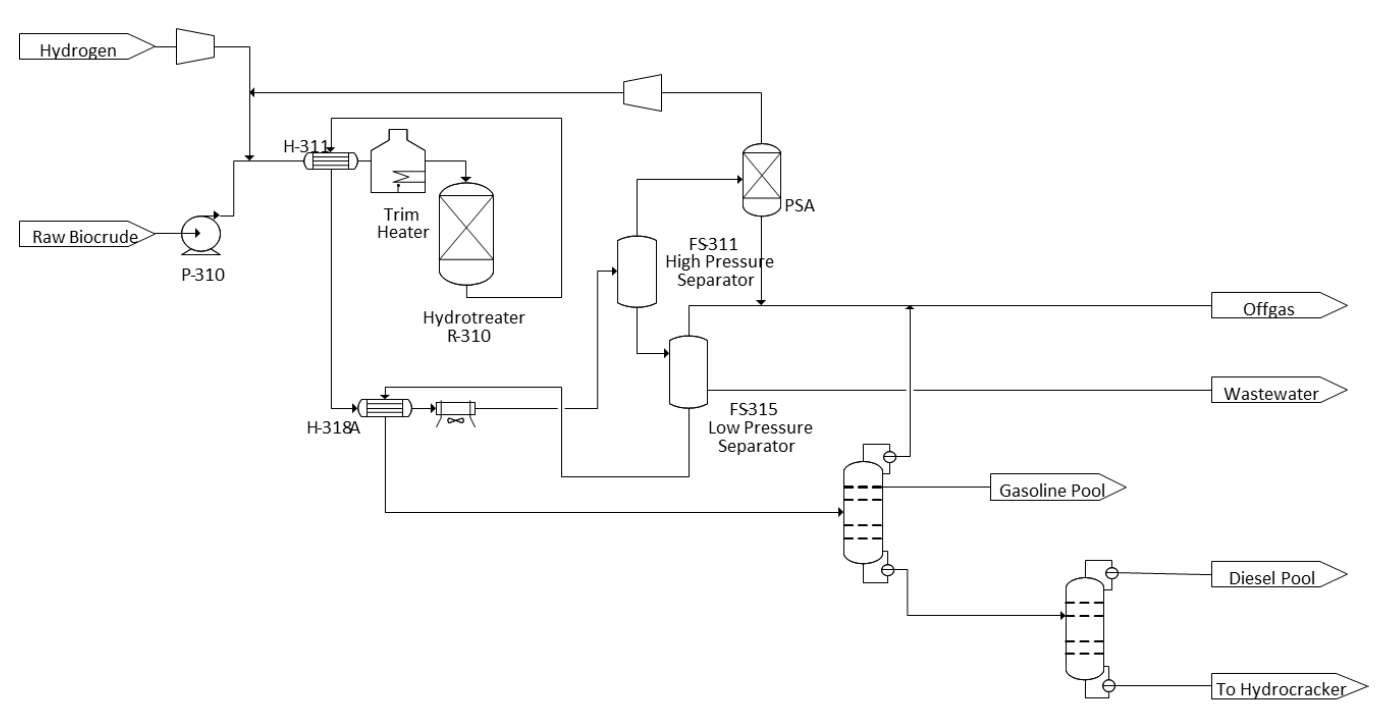 Hydrogen
H-311
Trim
Heater
PSA
Raw Biocrude
P-310
FS311
High Pressure
Separator
Hydrotreater
R-310
Offgas
Wastewater
FS315
Low Pressure
Separator
H-318A
Gasoline Pool
Diesel Pool
To Hydrocracker